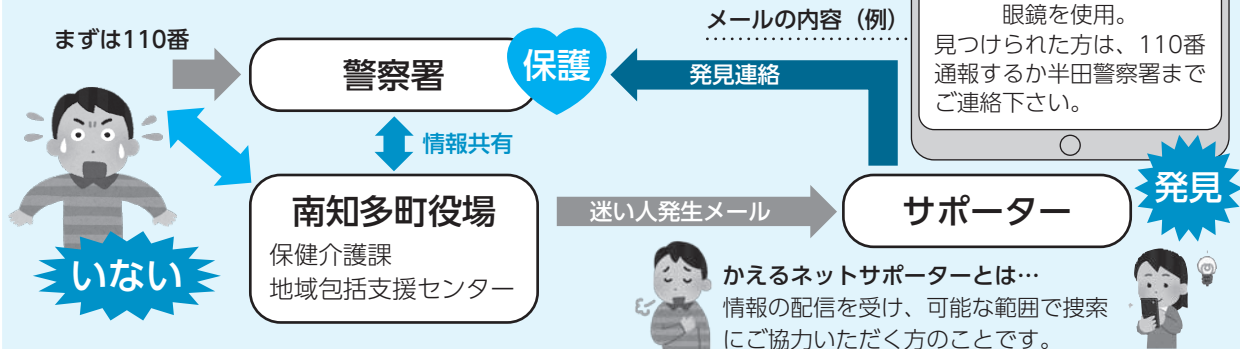 まずは110番
警察署
保護
情報共有
いない
南知多町役場
保健介護課
地域包括支援センター
迷い人発生メール
メールの内容(例)
眼鏡を使用。
見つけられた方は、110番
通報するか半田警察署まで
ご連絡下さい。
発見連絡
サポーター
発見
かえるネットサポーターとは…
情報の配信を受け、可能な範囲で捜索
にご協力いただく方のことです。